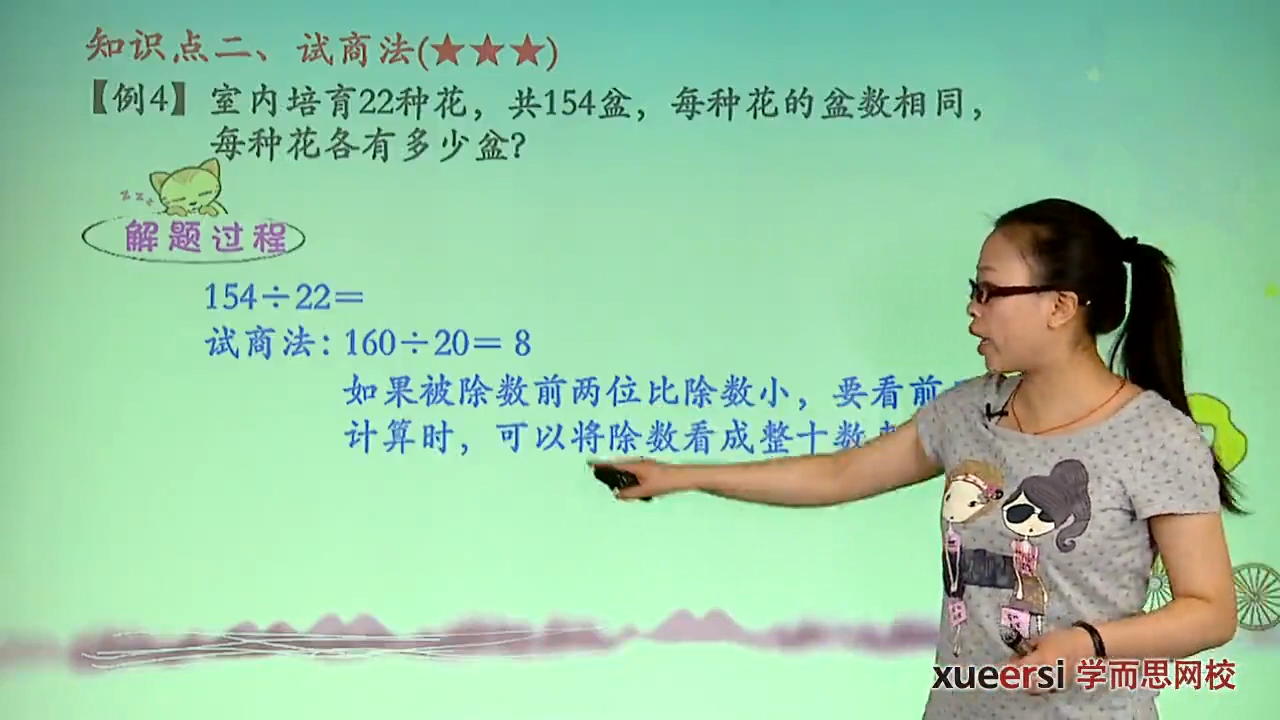 知识点二、试商法(★★★)
【例4】室内培育22种花，共154盆，每种花的盆数相同，
每种花各有多少盆?
zzz
解题过程
154÷22＝
试商法：160÷20＝ 8
如果被除数前两位比除数小，要看前
计算时，可以将除数看成整十数
xueersi 学而思网校